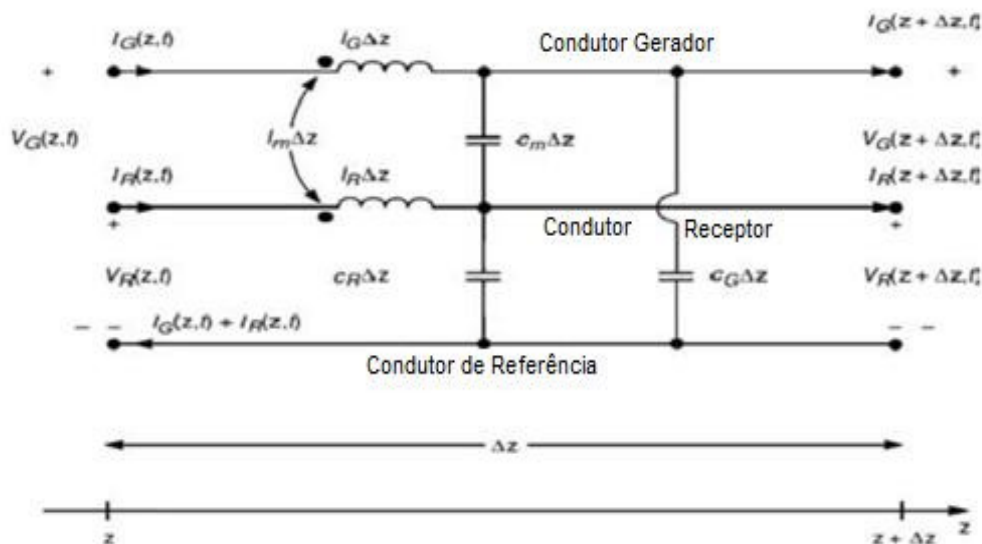 I_G(z,t)
l_GΔz
Condutor Gerador
I_G(z + Δz,t)
+
+
V_G(z,t)
l_mΔz
c_mΔz
V_G(z + Δz,t)
I_R(z,t)
l_RΔz
I_R(z + Δz,t)
+
Condutor Receptor
+
V_R(z,t)
c_RΔz
c_GΔz
V_R(z + Δz,t)
− −
I_G(z,t) + I_R(z,t)
− −
Condutor de Referência
Δz
z
z + Δz
z